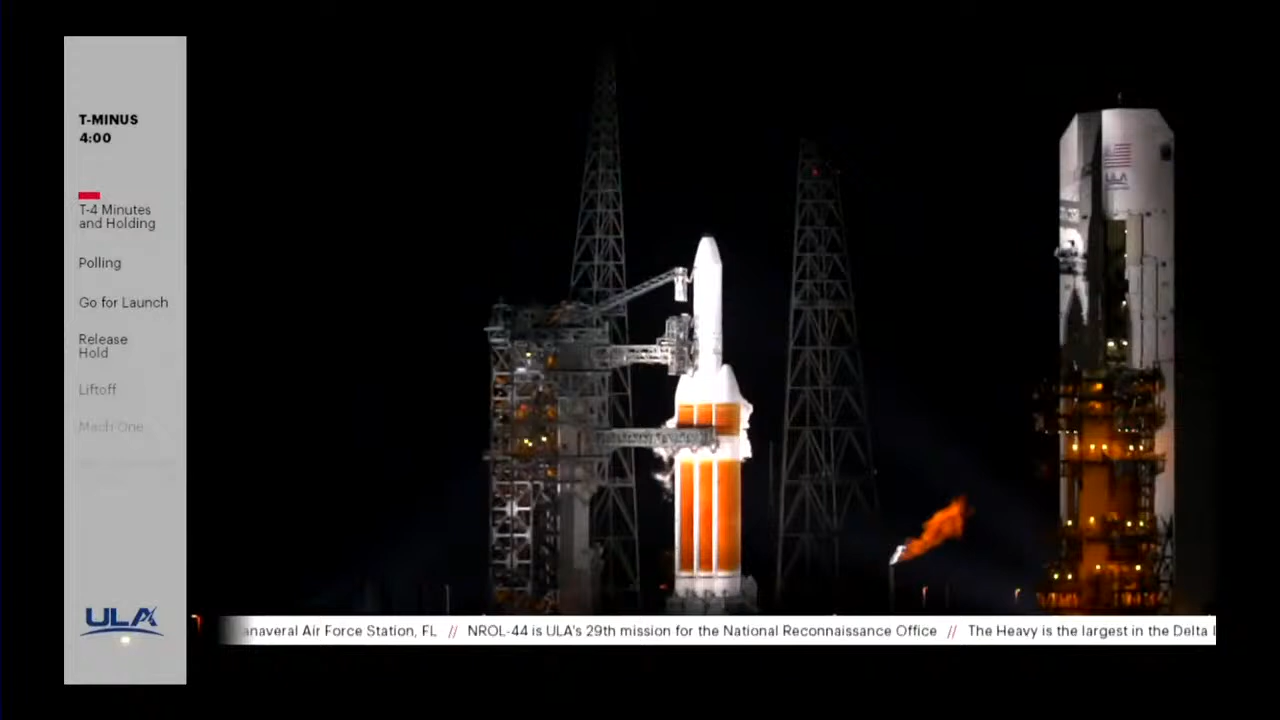 T-MINUS
4:00
T-4 Minutes
and Holding
Polling
Go for Launch
Release
Hold
Liftoff
Mach One
ULA
ULA
anaveral Air Force Station, FL // NROL-44 is ULA's 29th mission for the National Reconnaissance Office // The Heavy is the largest in the Delta